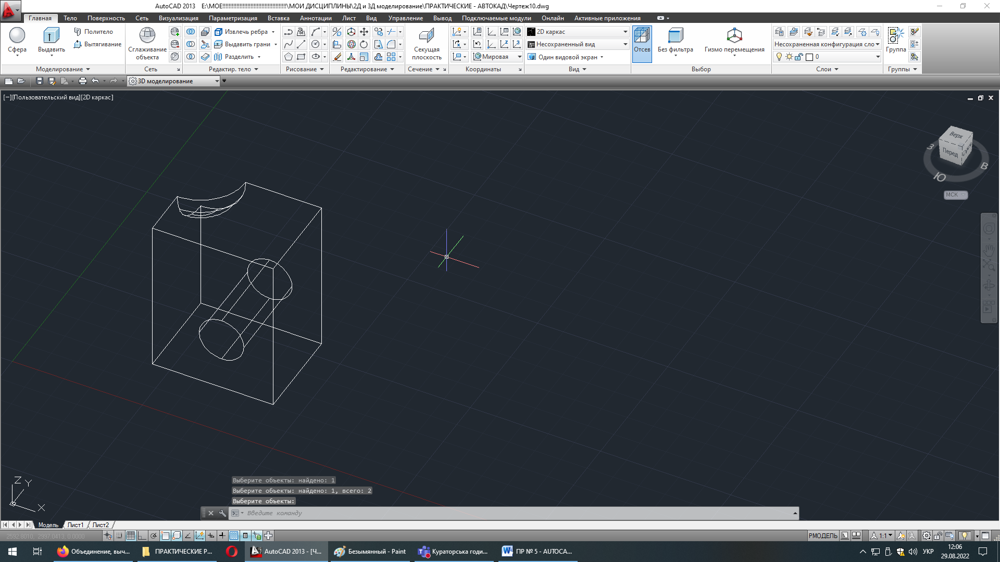 AutoCAD 2013 E:\МОЕ!!!!!!!!!!!!!!!!!!!!!!!!!!!!!!!!!!!!!!!!!\МОИ ДИСЦИПЛИНЫ\2Д и 3Д моделирование\ПРАКТИЧЕСКИЕ - АВТОКАД\Чертеж10.dwg
Главная Тело Поверхность Сеть Визуализация Параметризация Вставка Аннотации Лист Вид Управление Вывод Подключаемые модули Онлайн Активные приложения
Сфера
Выдавить
Политело
Вытягивание
Моделирование
Сглаживание
объекта
Сеть
Извлечь ребра
Выдавить грани
Разделить
Редактир. тело
Рисование
Редактирование
Секущая
плоскость
Сечение
Мировая
Координаты
2D каркас
Несохраненный вид
Один видовой экран
Вид
Отсев
Без фильтра
Гизмо перемещения
Выбор
Несохраненная конфигурация сло
0
Слои
Группа
Группы
3D моделирование
[−][Пользовательский вид][2D каркас]
Верх
Перед
З
В
Ю
МСК
Z
Y
X
Выберите объекты: найдено: 1
Выберите объекты: найдено: 1, всего: 2
Выберите объекты:
Введите команду
Модель Лист1 Лист2
2592.8010, 2997.0413, 0.0000
РМОДЕЛЬ
1:1
Объединение, выч...
ПРАКТИЧЕСКИЕ Р...
AutoCAD 2013 - [Ч...
Безымянный - Paint
Кураторська годи...
ПР № 5 - AUTOCA...
УКР
12:06
29.08.2022